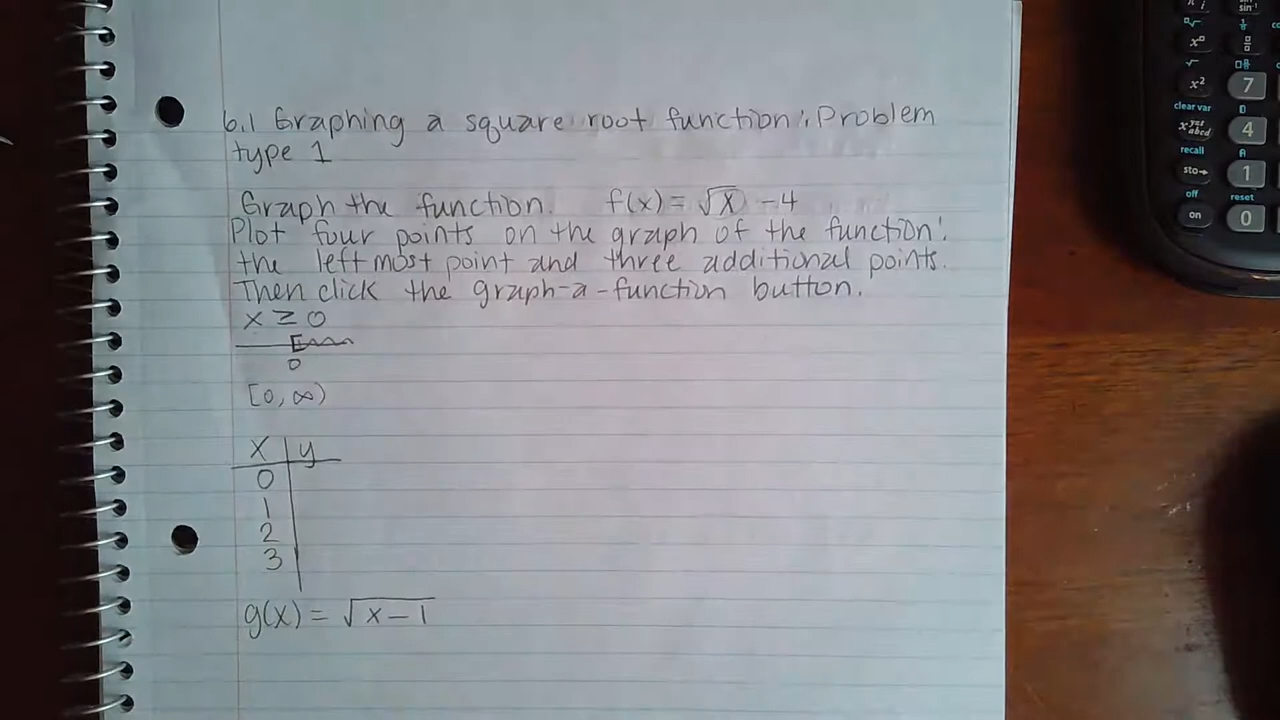 6.1 Graphing a square root function: Problem
type 1
Graph the function. f(x) = √x - 4
Plot four points on the graph of the function:
the leftmost point and three additional points.
Then click the graph-a-function button.
x ≥ 0
[
0
[0, ∞)
x y
0
1
2
3
g(x) = √x-1
x²
7
clear var
4
recall
A
sto→
1
off
reset
on
0